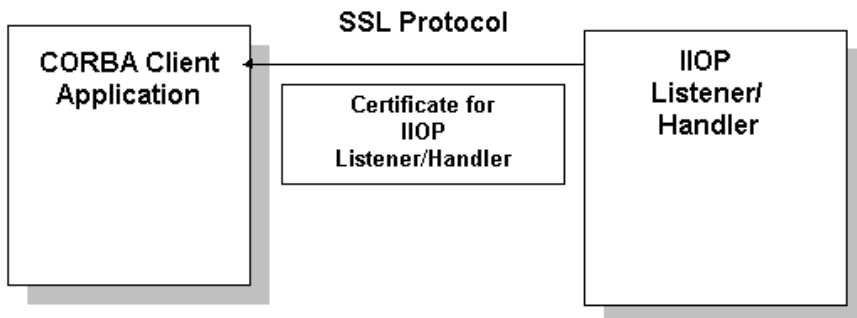 SSL Protocol
CORBA Client
Application
Certificate for
IIOP
Listener/Handler
IIOP
Listener/
Handler